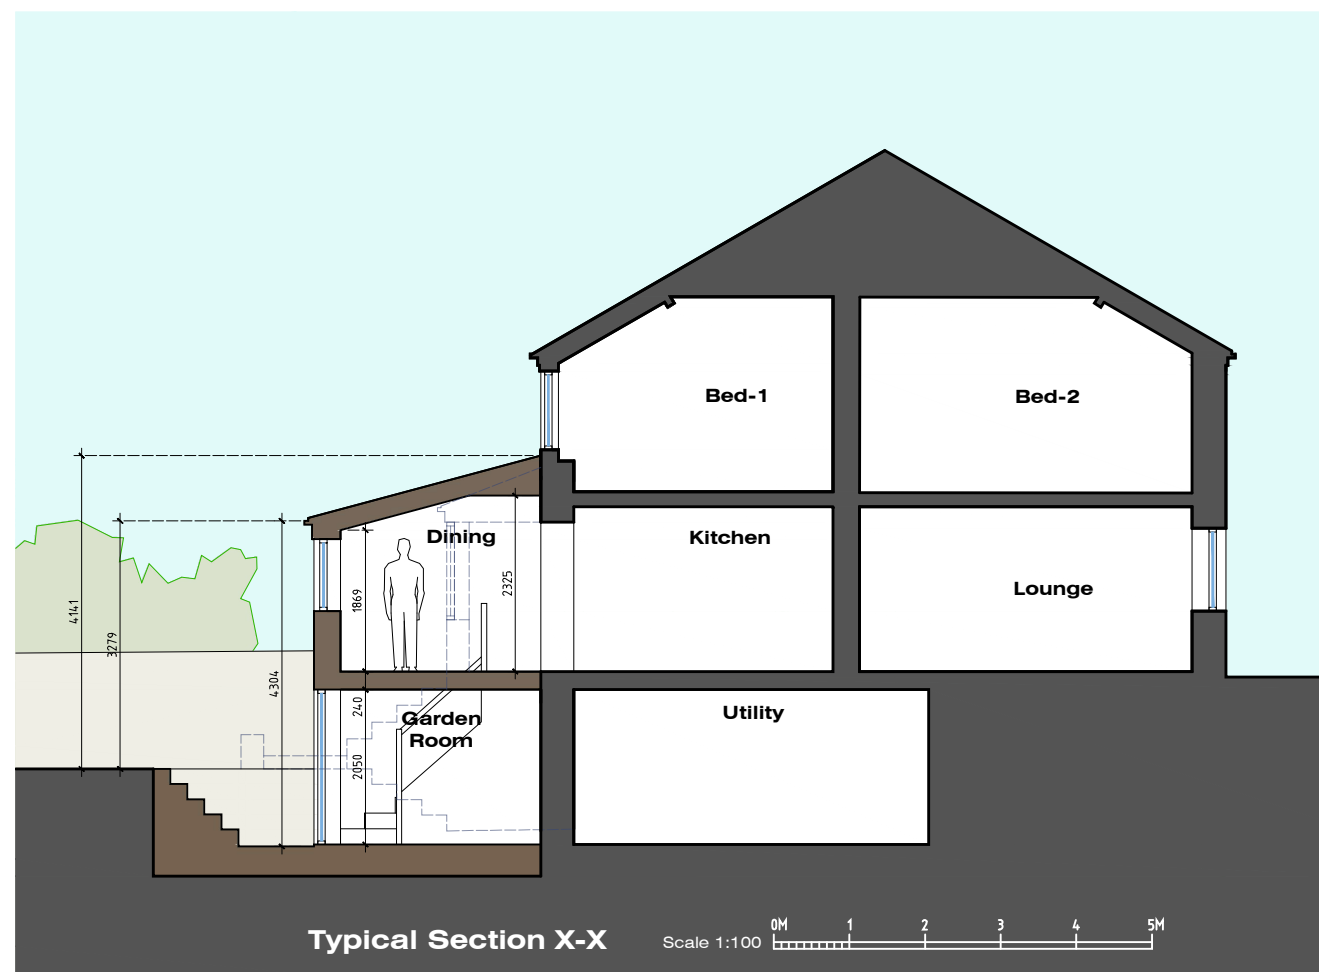 Bed-1
Bed-2
Dining
Kitchen
Lounge
4141
3279
4304
1869
2325
240
2050
Garden
Room
Utility
Typical Section X-X
Scale 1:100
0M 1 2 3 4 5M